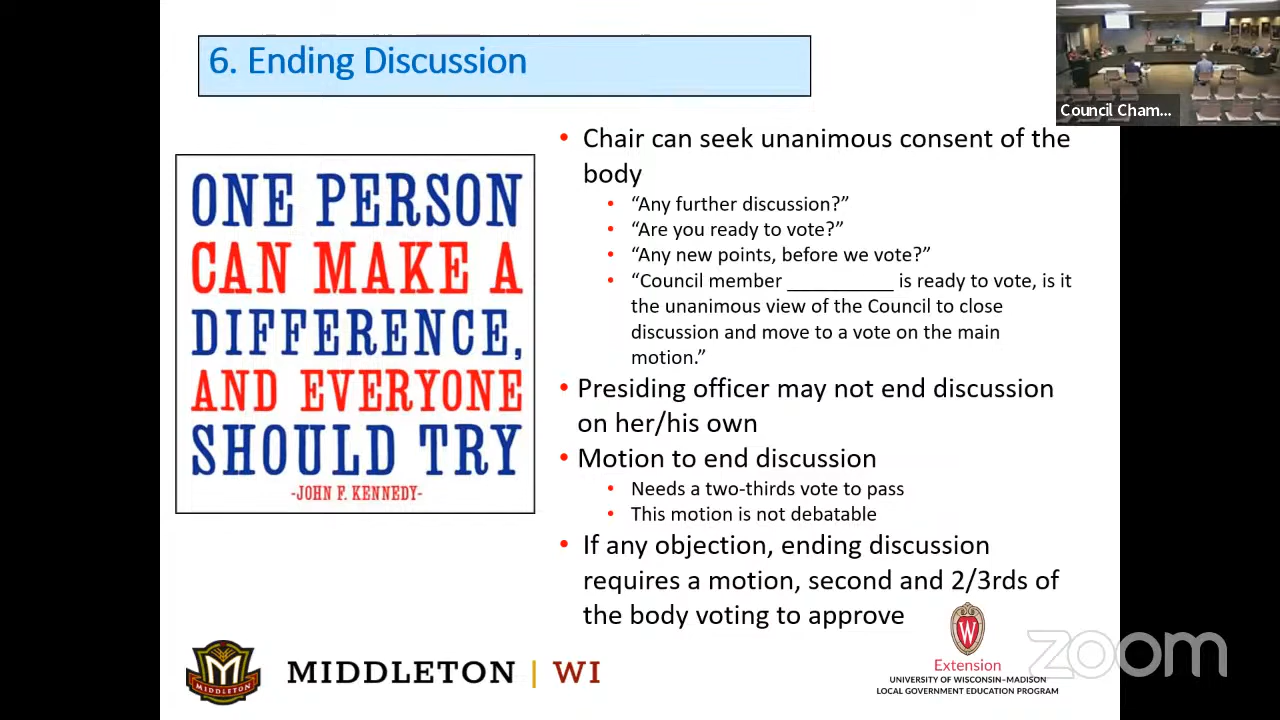 6. Ending Discussion
Council Cham...
ONE PERSON
CAN MAKE A
DIFFERENCE,
AND EVERYONE
SHOULD TRY
-JOHN F. KENNEDY-
• Chair can seek unanimous consent of the
body
• “Any further discussion?”
• “Are you ready to vote?”
• “Any new points, before we vote?”
• “Council member __________ is ready to vote, is it
the unanimous view of the Council to close
discussion and move to a vote on the main
motion.”
• Presiding officer may not end discussion
on her/his own
• Motion to end discussion
• Needs a two-thirds vote to pass
• This motion is not debatable
• If any objection, ending discussion
requires a motion, second and 2/3rds of
the body voting to approve
M
MIDDLETON
MIDDLETON | WI
W
Extension
UNIVERSITY OF WISCONSIN–MADISON
LOCAL GOVERNMENT EDUCATION PROGRAM
zoom